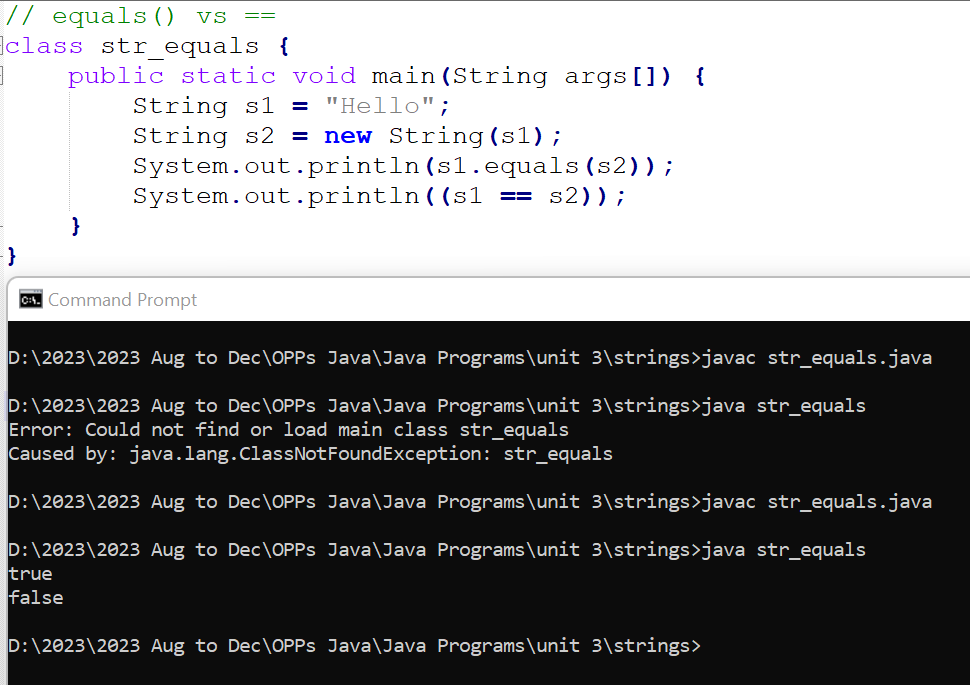 // equals() vs ==
class str_equals {
public static void main(String args[]) {
String s1 = "Hello";
String s2 = new String(s1);
System.out.println(s1.equals(s2));
System.out.println((s1 == s2));
}
}
Command Prompt
D:\2023\2023 Aug to Dec\OPPs Java\Java Programs\unit 3\strings>javac str_equals.java
D:\2023\2023 Aug to Dec\OPPs Java\Java Programs\unit 3\strings>java str_equals
Error: Could not find or load main class str_equals
Caused by: java.lang.ClassNotFoundException: str_equals
D:\2023\2023 Aug to Dec\OPPs Java\Java Programs\unit 3\strings>javac str_equals.java
D:\2023\2023 Aug to Dec\OPPs Java\Java Programs\unit 3\strings>java str_equals
true
false
D:\2023\2023 Aug to Dec\OPPs Java\Java Programs\unit 3\strings>